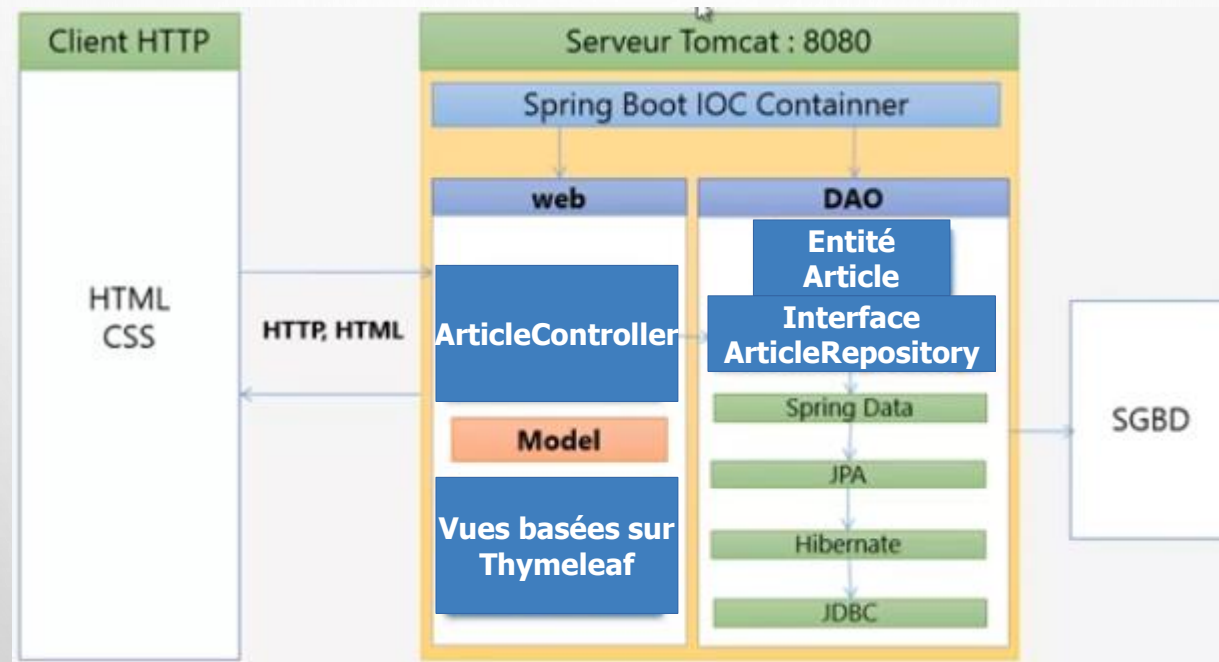 Client HTTP
HTML
CSS
HTTP, HTML
Serveur Tomcat : 8080
Spring Boot IOC Containner
web
ArticleController
Model
Vues basées sur
Thymeleaf
DAO
Entité
Article
Interface
ArticleRepository
Spring Data
JPA
Hibernate
JDBC
SGBD